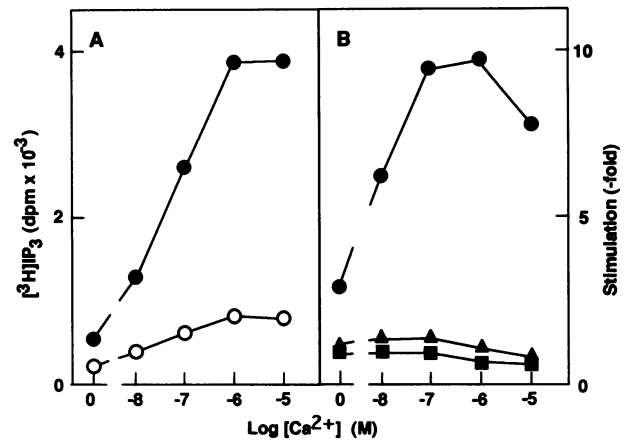 A
B
4
2
0
10
5
0
[³H]IP₃ (dpm x 10⁻³)
Stimulation (-fold)
0 -8 -7 -6 -5
0 -8 -7 -6 -5
Log [Ca²⁺] (M)